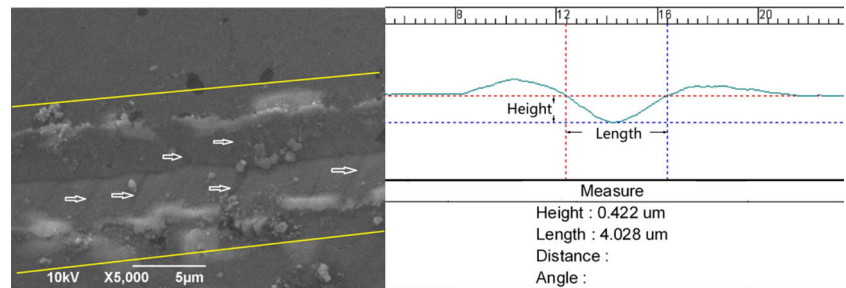 10kV X5,000 5μm
8 12 16 20
Height
Length
Measure
Height : 0.422 um
Length : 4.028 um
Distance :
Angle :